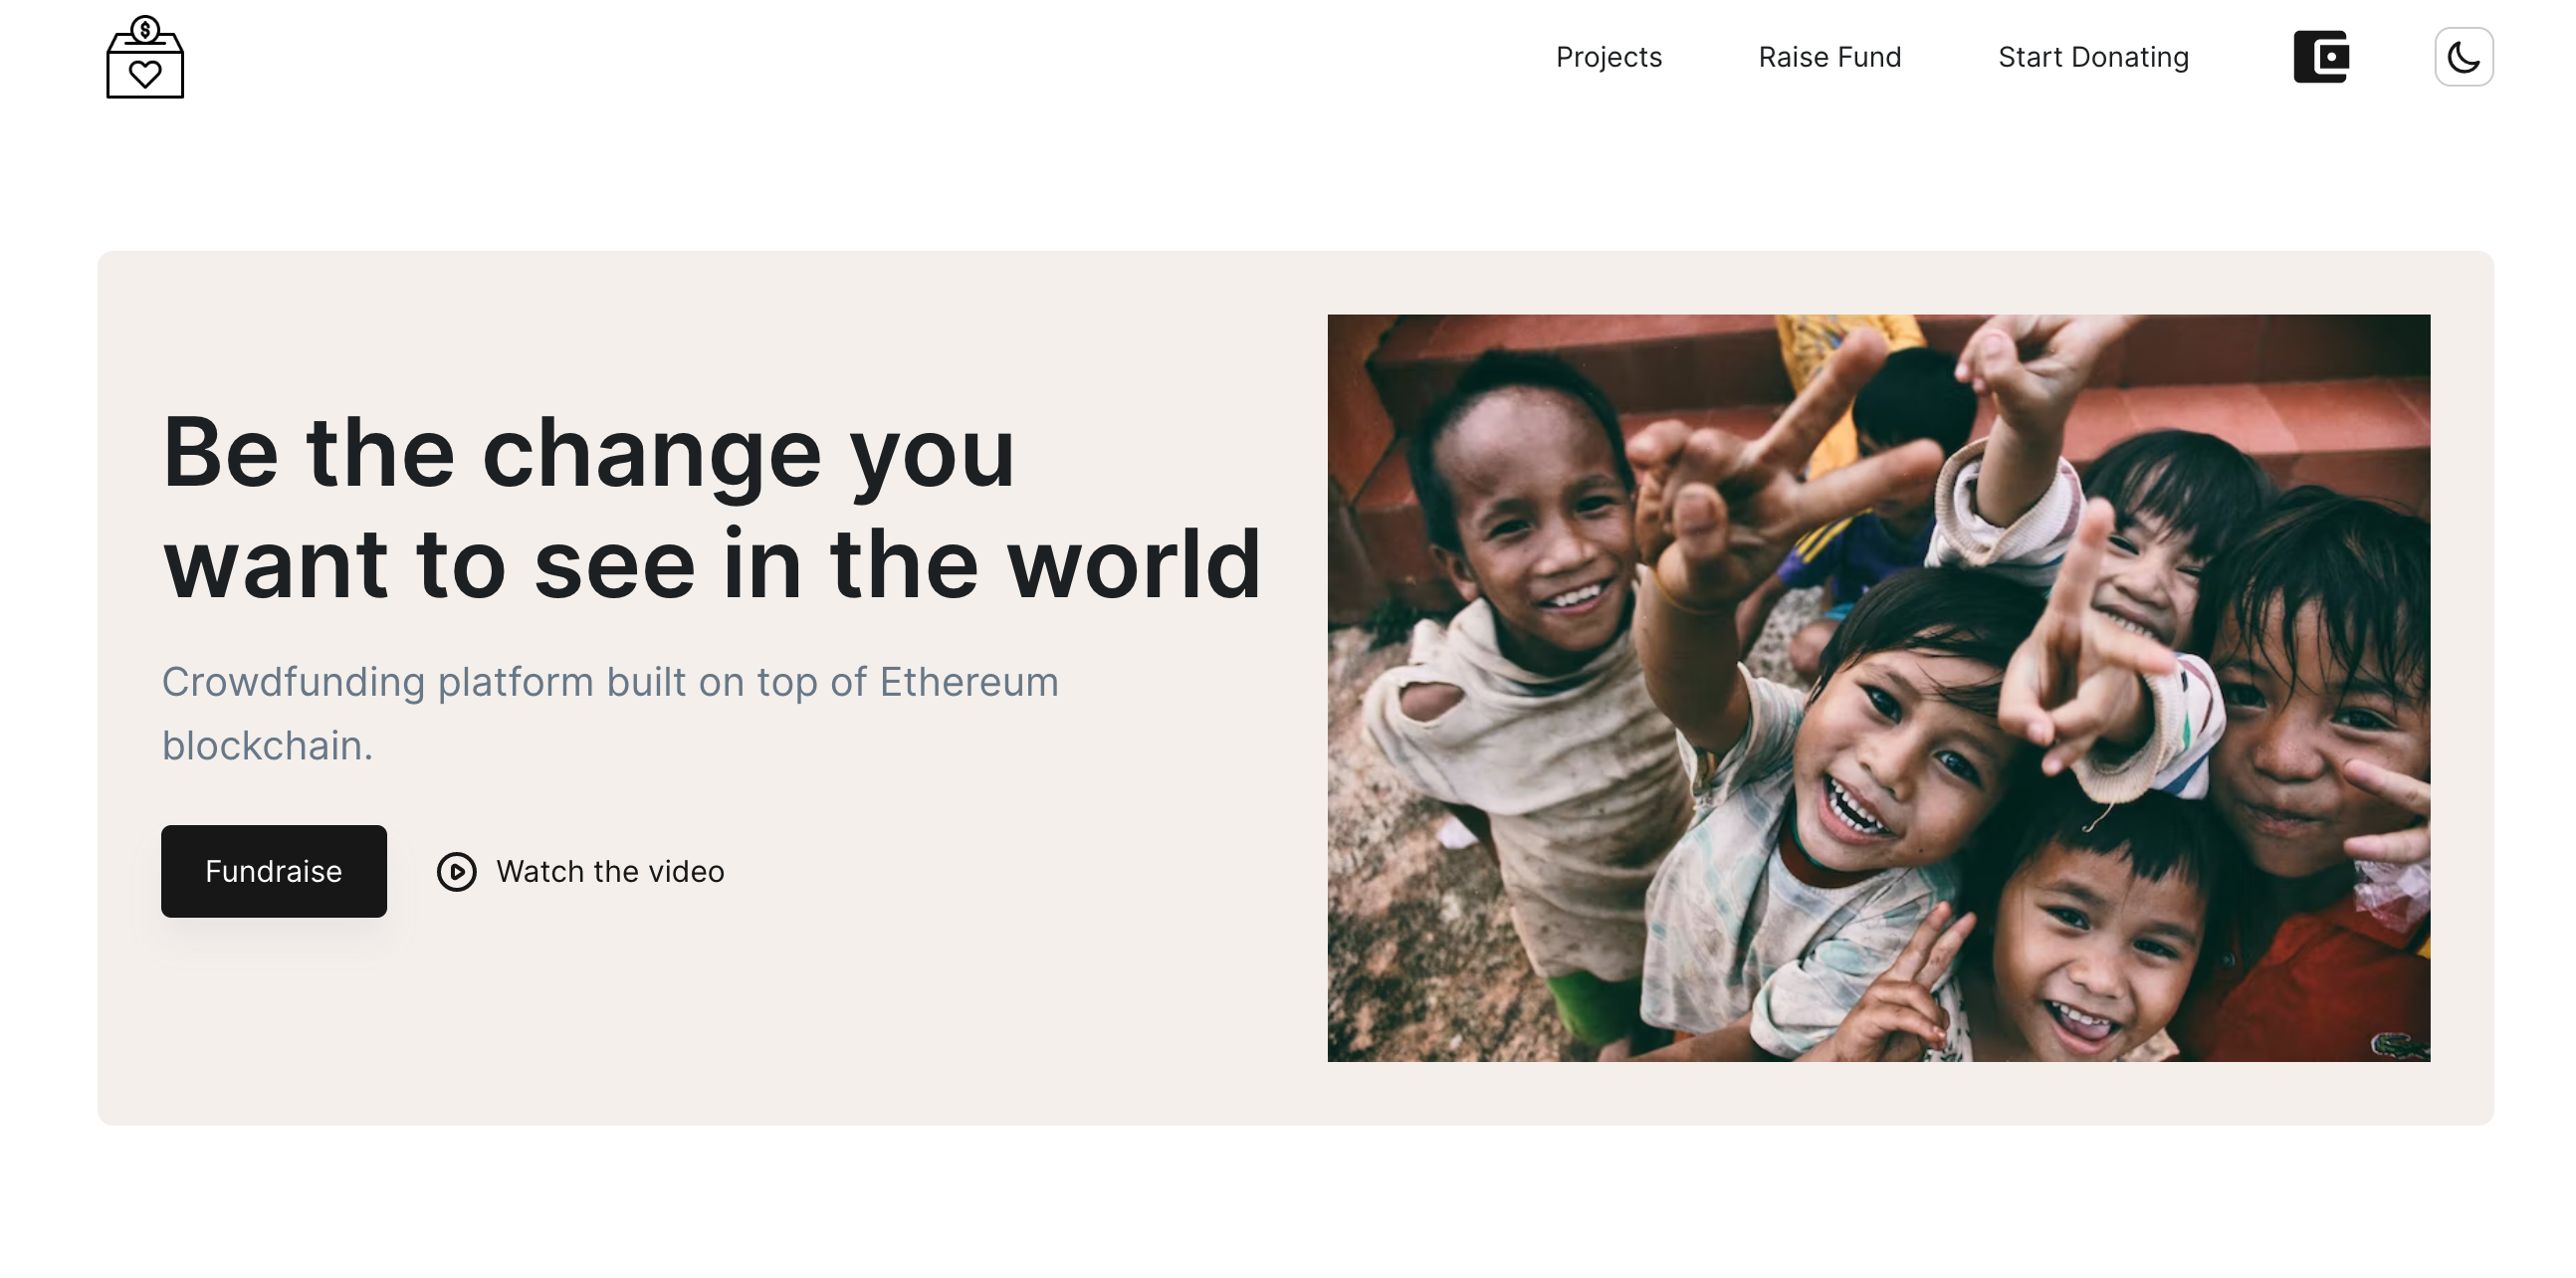 $
Projects
Raise Fund
Start Donating
Be the change you
want to see in the world
Crowdfunding platform built on top of Ethereum
blockchain.
Fundraise
Watch the video